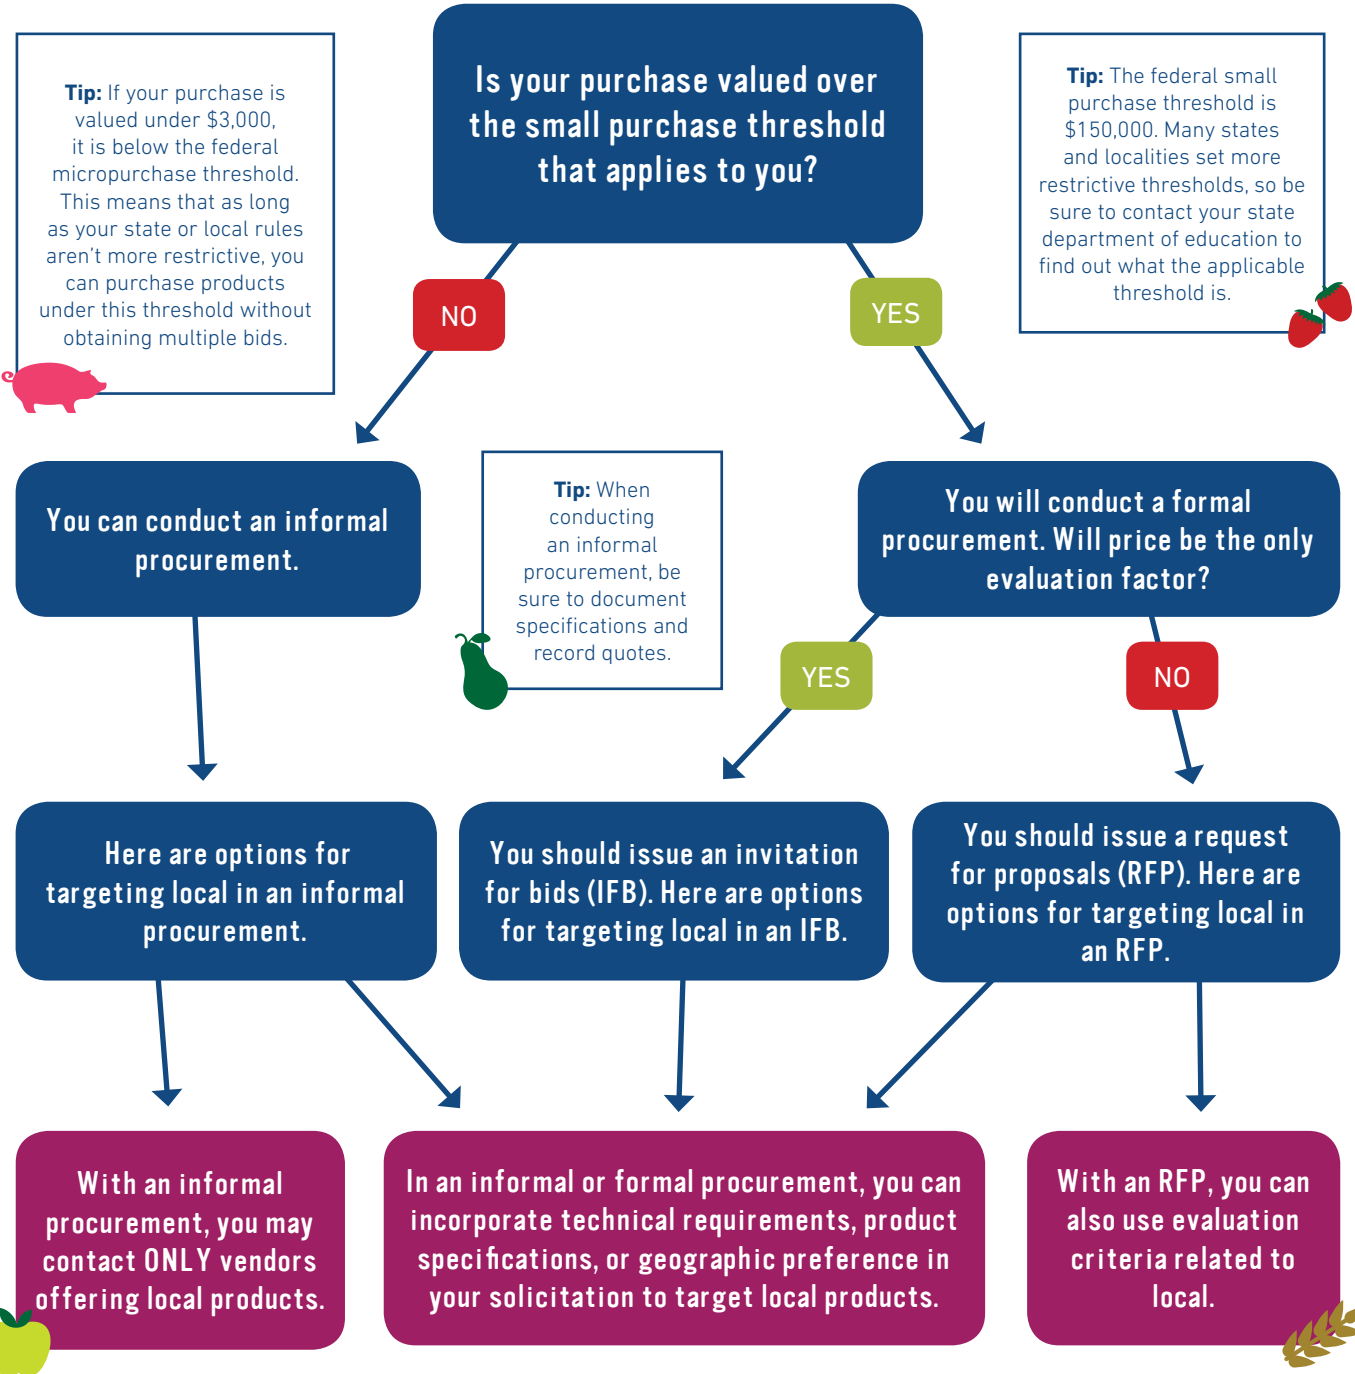 Is your purchase valued over
the small purchase threshold
that applies to you?
Tip: If your purchase is
valued under $3,000,
it is below the federal
micropurchase threshold.
This means that as long
as your state or local rules
aren't more restrictive, you
can purchase products
under this threshold without
obtaining multiple bids.
Tip: The federal small
purchase threshold is
$150,000. Many states
and localities set more
restrictive thresholds, so be
sure to contact your state
department of education to
find out what the applicable
threshold is.
NO
YES
You can conduct an informal
procurement.
Tip: When
conducting
an informal
procurement, be
sure to document
specifications and
record quotes.
You will conduct a formal
procurement. Will price be the only
evaluation factor?
YES
NO
Here are options for
targeting local in an informal
procurement.
You should issue an invitation
for bids (IFB). Here are options
for targeting local in an IFB.
You should issue a request
for proposals (RFP). Here are
options for targeting local in
an RFP.
With an informal
procurement, you may
contact ONLY vendors
offering local products.
In an informal or formal procurement, you can
incorporate technical requirements, product
specifications, or geographic preference in
your solicitation to target local products.
With an RFP, you can
also use evaluation
criteria related to
local.